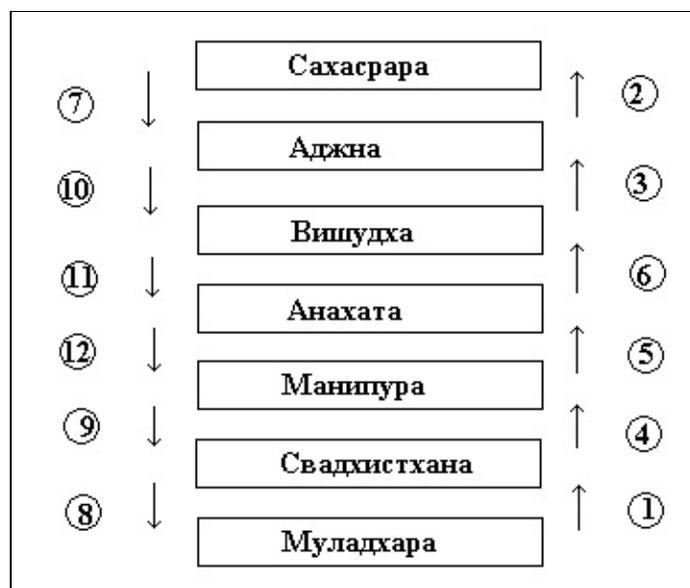 Сахасрара
7
2
Аджна
10
3
Вишудха
11
6
Анахата
12
5
Манипура
9
4
Свадхистхана
8
1
Муладхара